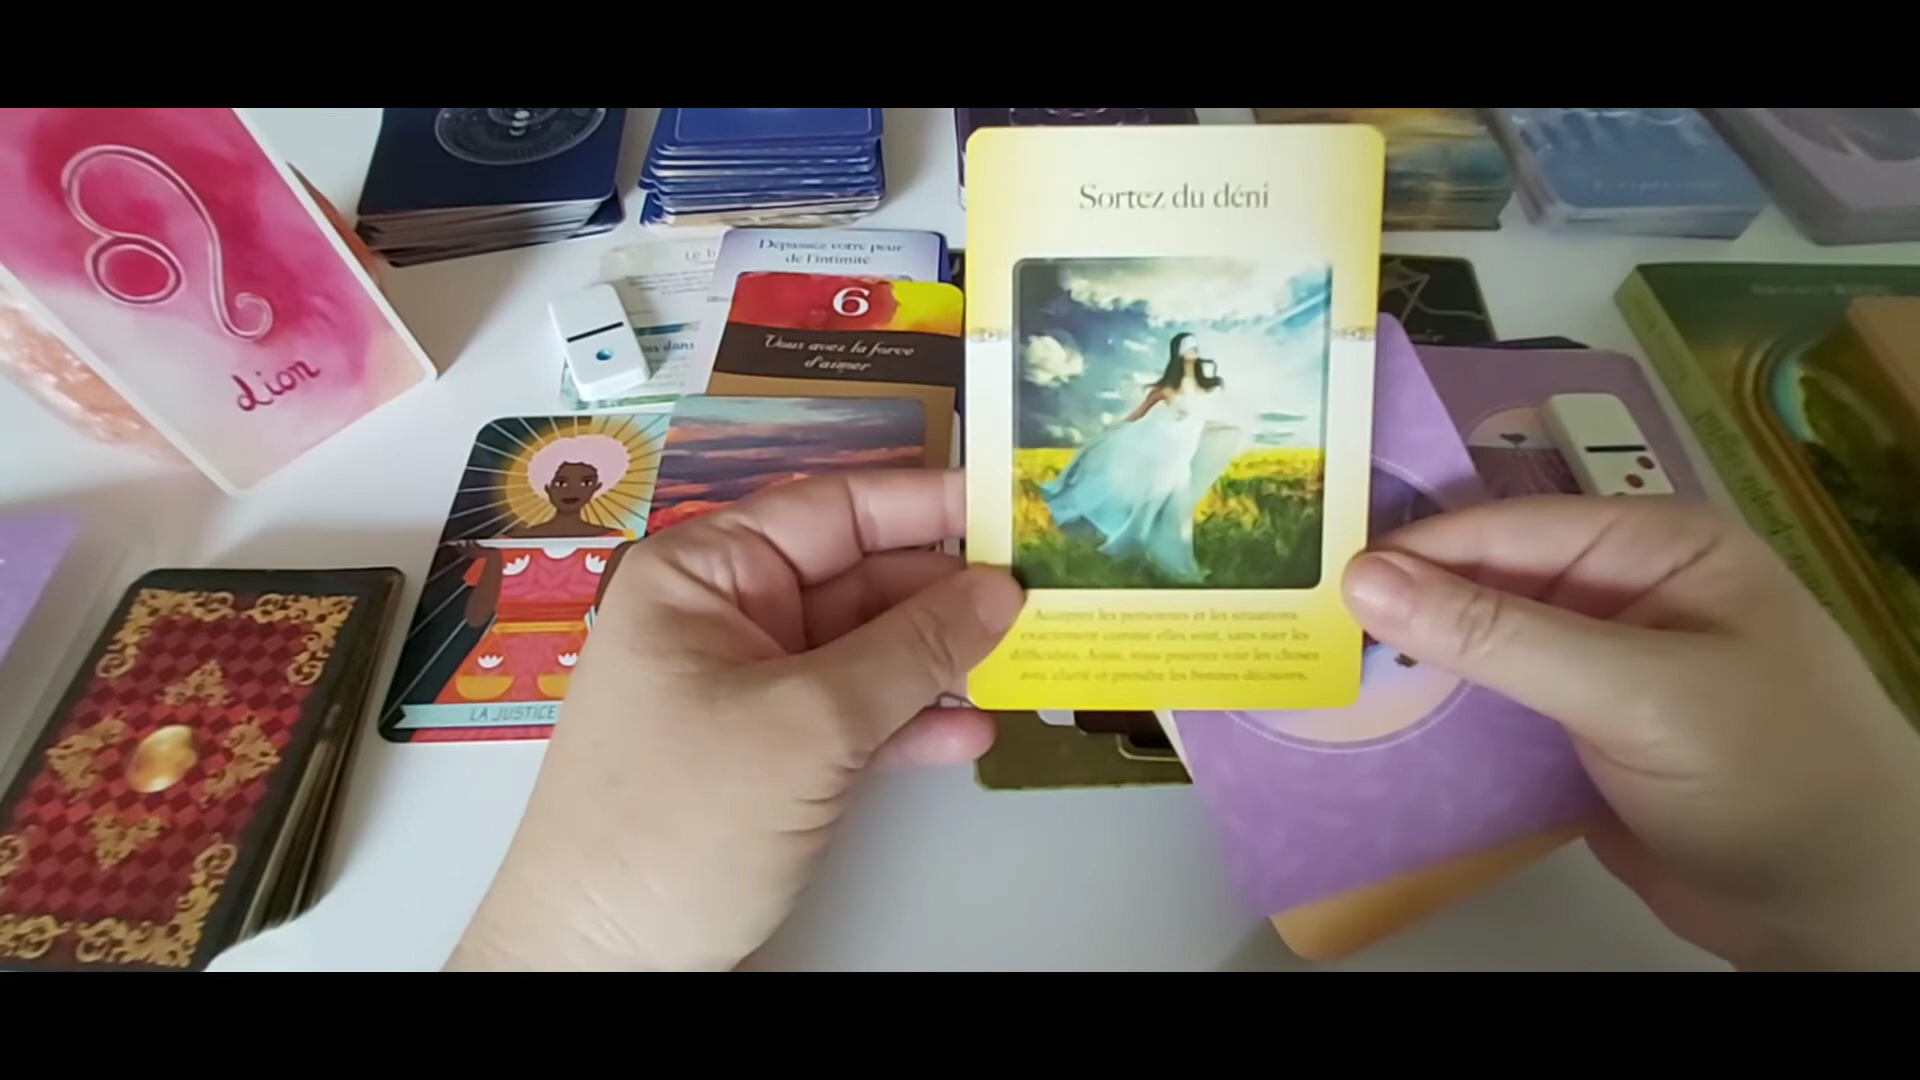 Lion
Dépassez votre peur
de l'intimité
6
Vous avez la force
d'aimer
dans
LA JUSTICE
Sortez du déni
Acceptez les personnes et les situations
exactement comme elles sont, sans nier les
difficultés. Ainsi, vous pourrez voir les choses
avec clarté et prendre les bonnes décisions.